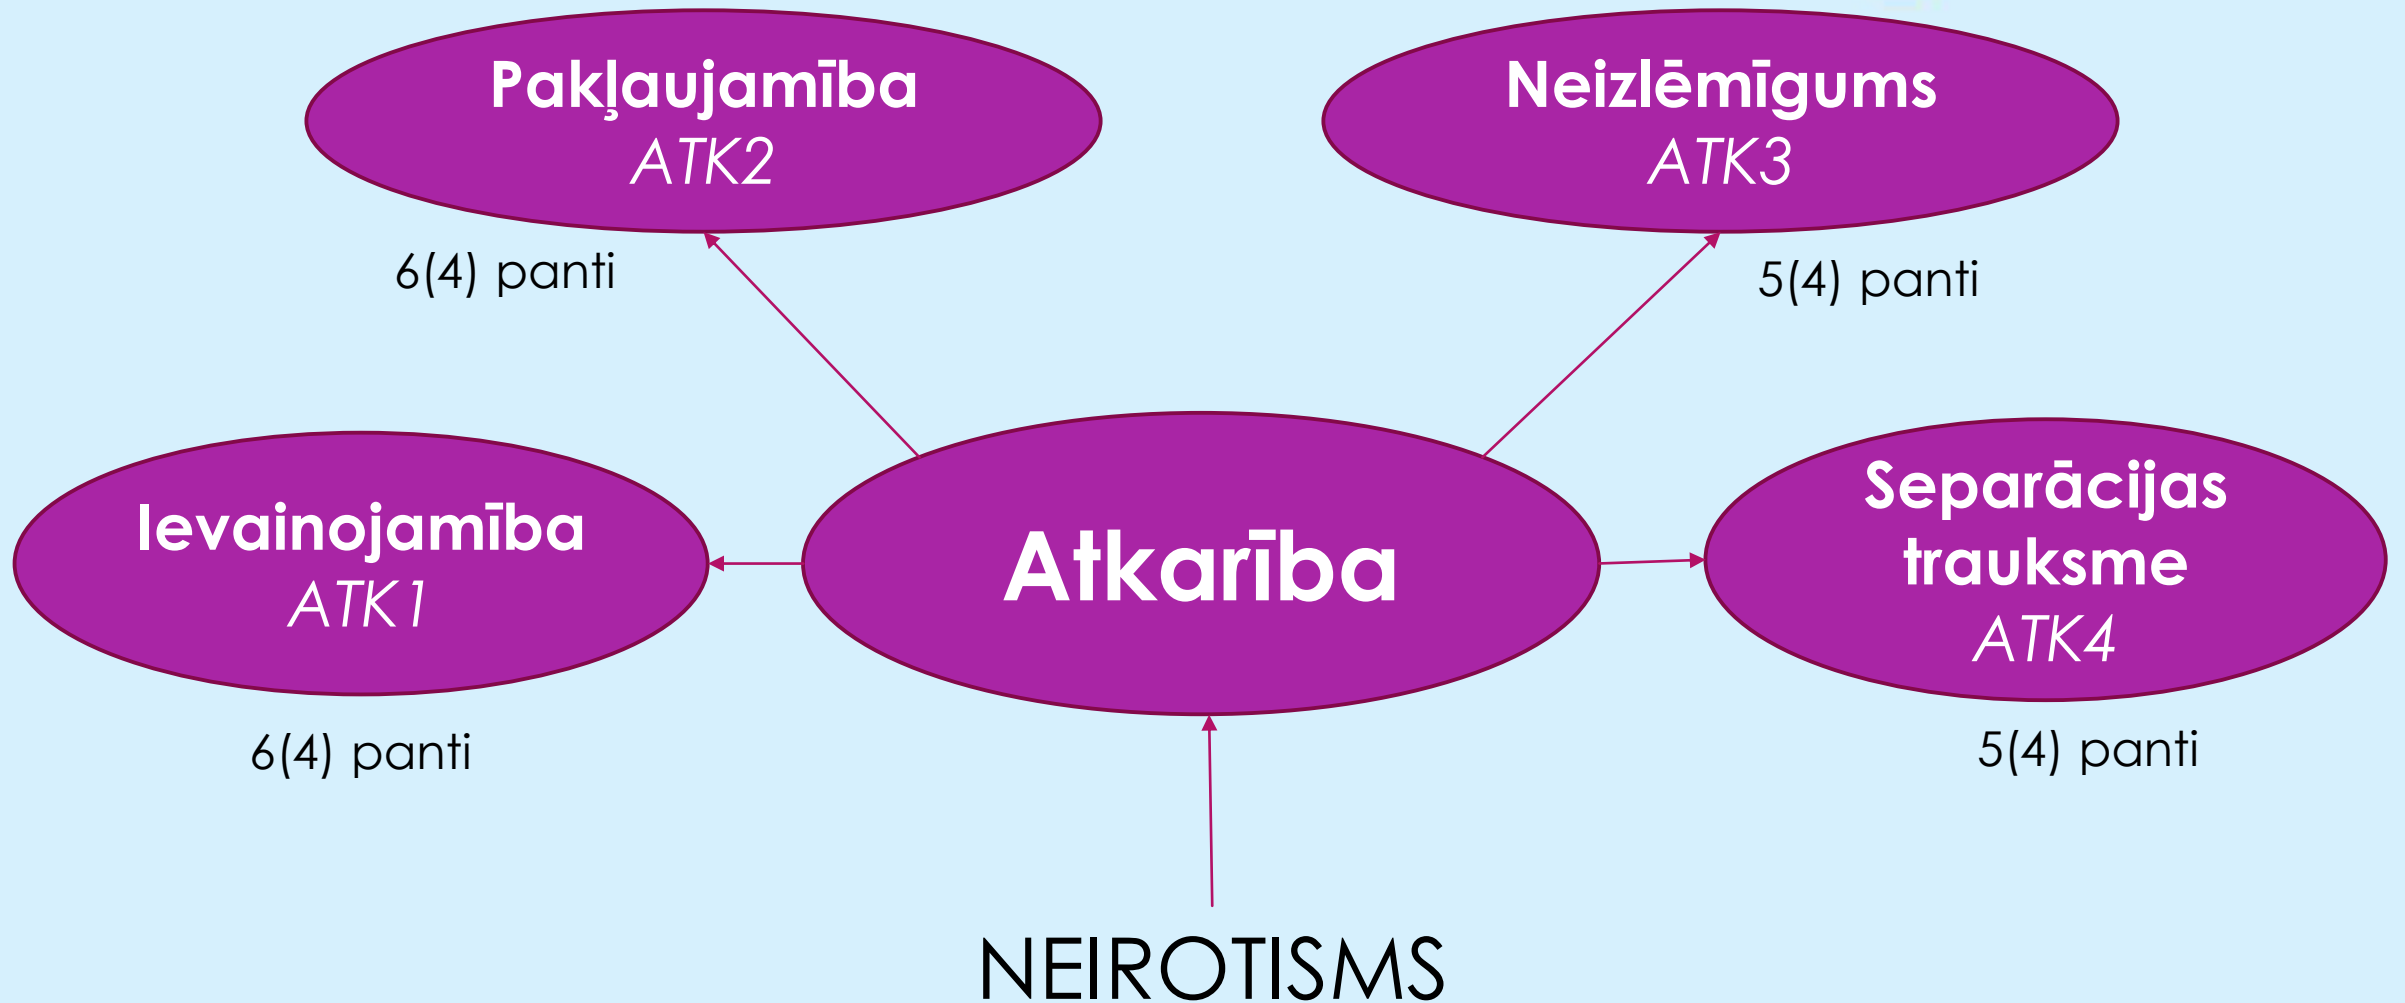 Pakļaujamība
ATK2
6(4) panti
Neizlēmīgums
ATK3
5(4) panti
Ievainojamība
ATK1
6(4) panti
Atkarība
Separācijas
trauksme
ATK4
5(4) panti
NEIROTISMS